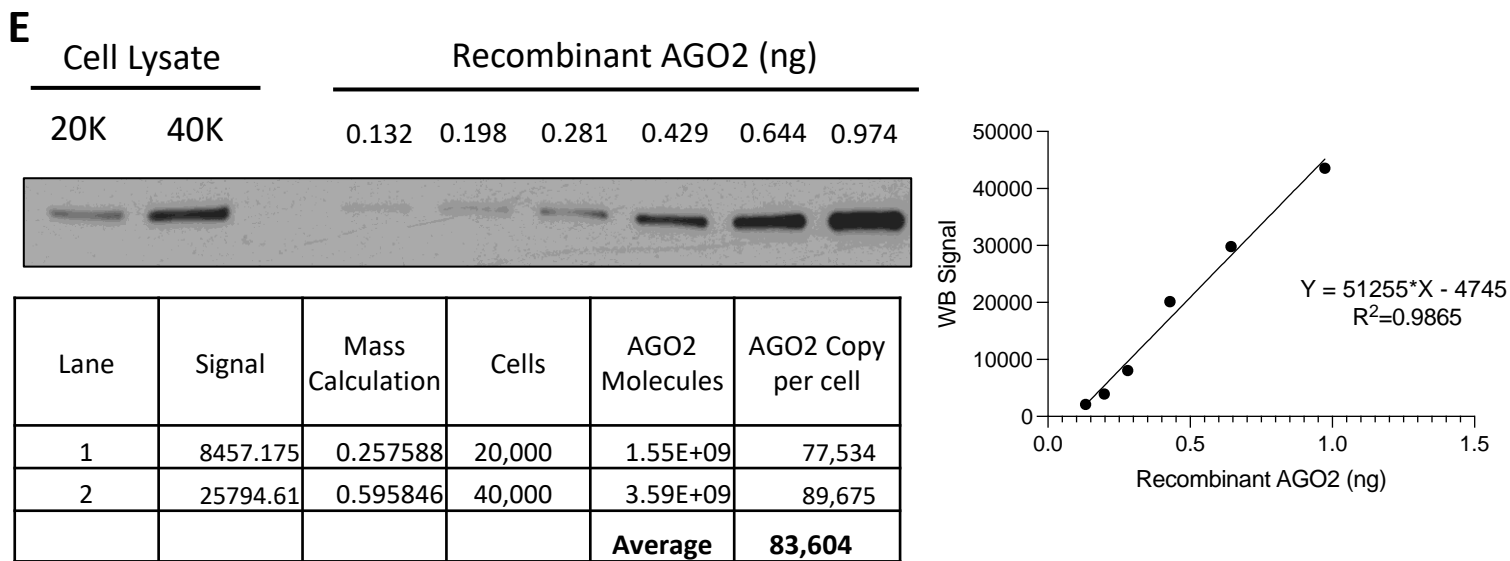 E
Cell Lysate Recombinant AGO2 (ng)
20K 40K 0.132 0.198 0.281 0.429 0.644 0.974
Lane Signal Mass Calculation Cells AGO2 Molecules AGO2 Copy per cell
1 8457.175 0.257588 20,000 1.55E+09 77,534
2 25794.61 0.595846 40,000 3.59E+09 89,675
Average 83,604
50000
40000
30000
20000
10000
0
WB Signal
Y = 51255*X - 4745
R²=0.9865
0.0 0.5 1.0 1.5
Recombinant AGO2 (ng)